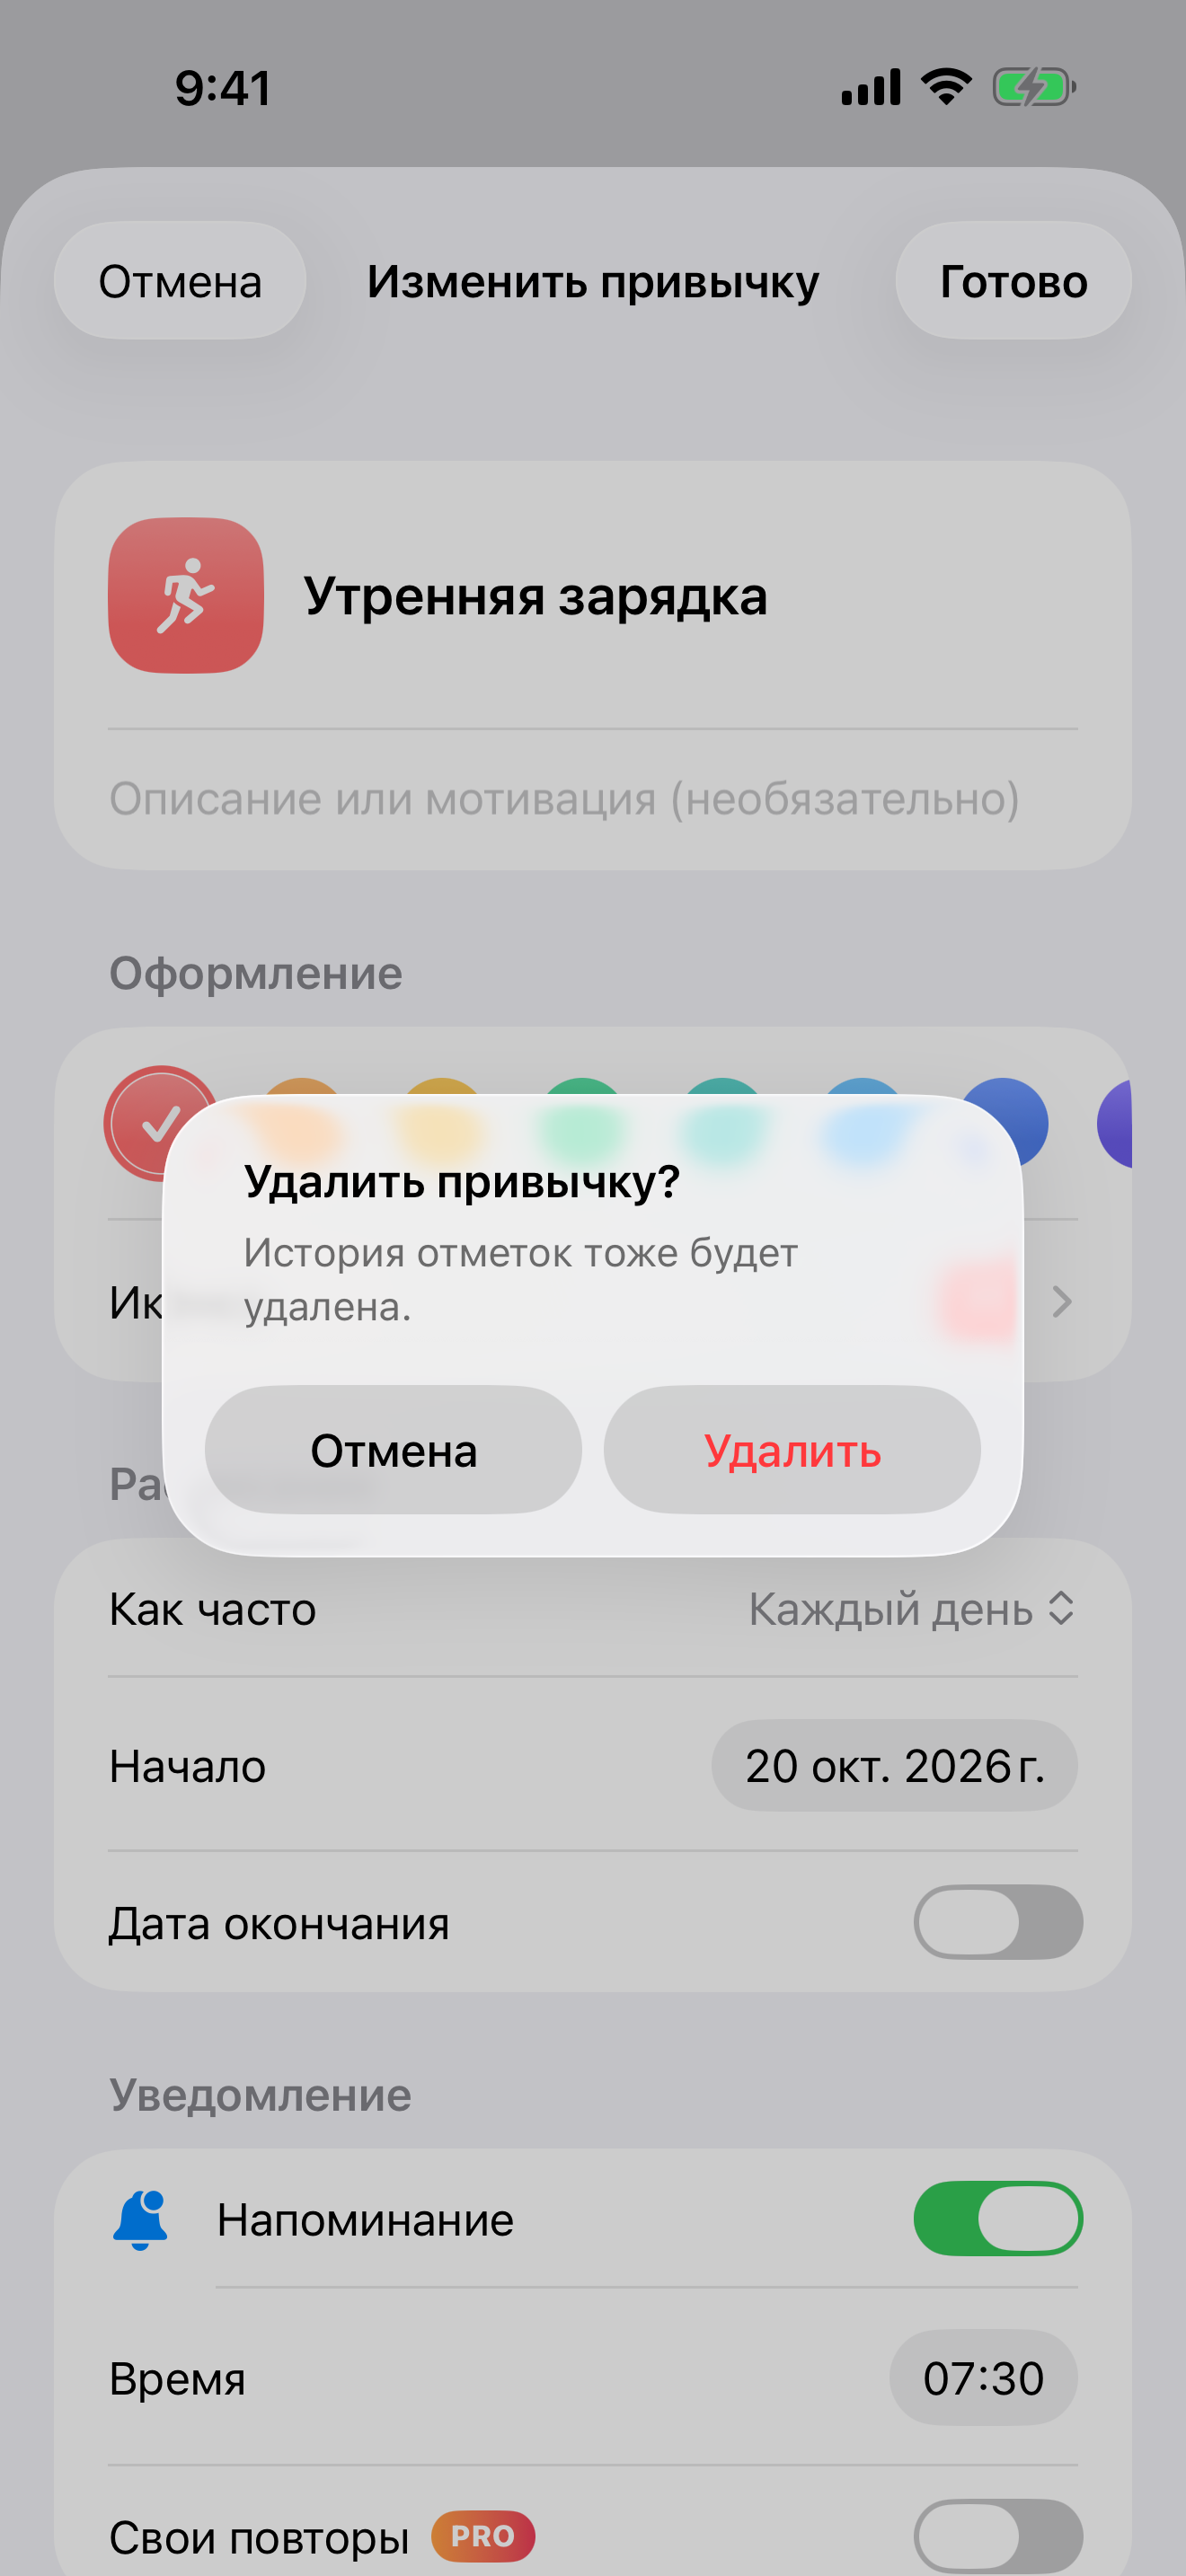 9:41
Отмена
Изменить привычку
Готово
Утренняя зарядка
Описание или мотивация (необязательно)
Оформление
Удалить привычку?
История отметок тоже будет
удалена.
Отмена
Удалить
Как часто
Каждый день
Начало
20 окт. 2026 г.
Дата окончания
Уведомление
Напоминание
Время
07:30
Свои повторы
PRO